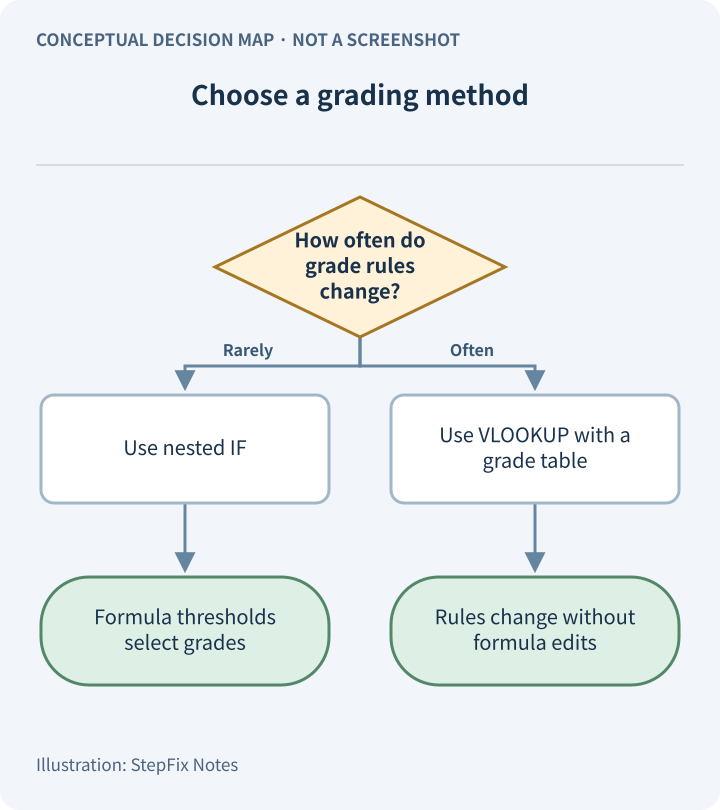 CONCEPTUAL DECISION MAP · NOT A SCREENSHOT
Choose a grading method
How often do
grade rules
change?
Rarely
Often
Use nested IF
Use VLOOKUP with a
grade table
Formula thresholds
select grades
Rules change without
formula edits
Illustration: StepFix Notes